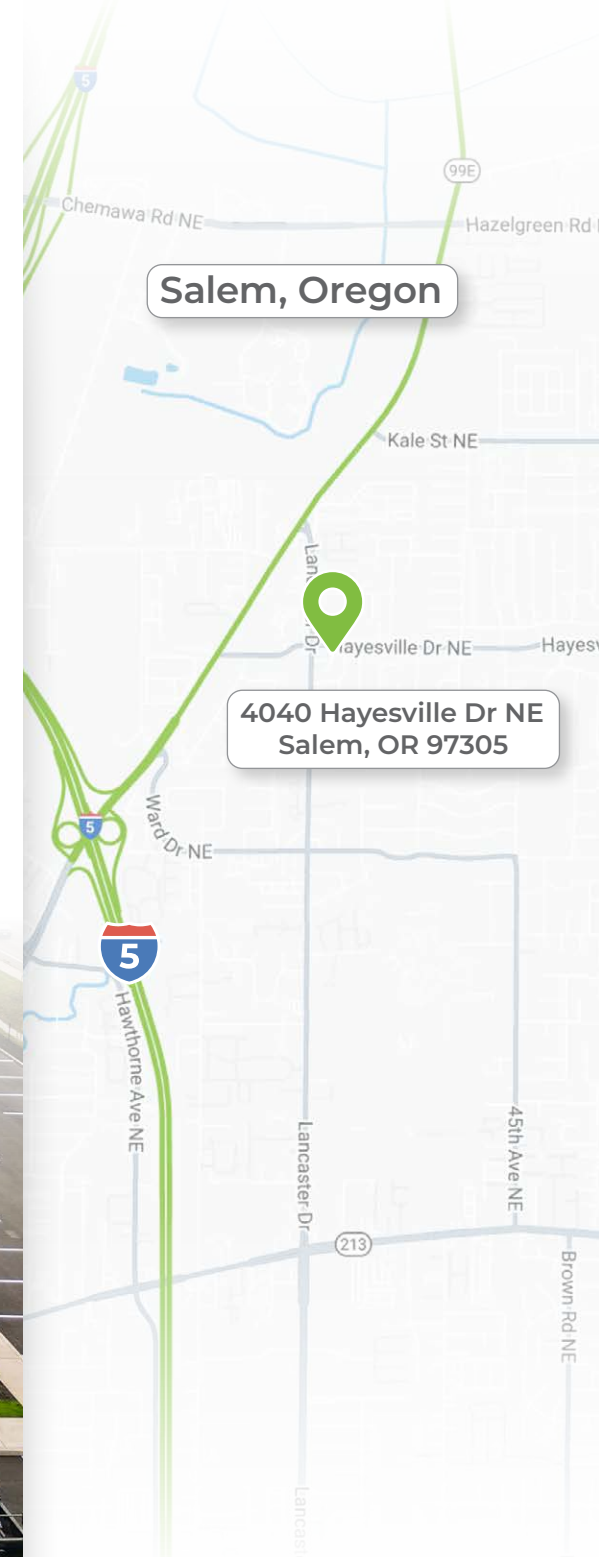 5
99E
Chemawa Rd NE
Hazelgreen Rd
Salem, Oregon
Kale St NE
Hayesville Dr NE
4040 Hayesville Dr NE
Salem, OR 97305
Ward Dr NE
5
5
Hawthorne Ave NE
Lancaster Dr
45th Ave NE
213
Brown Rd NE